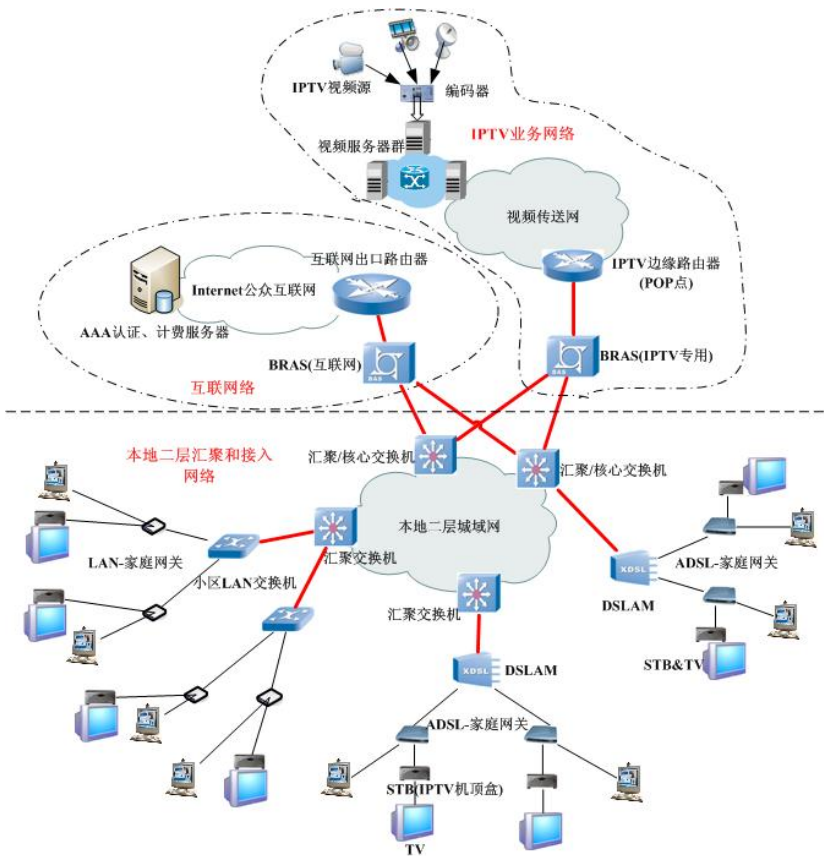 IPTV视频源
编码器
IPTV业务网络
视频服务器群
视频传送网
互联网出口路由器
IPTV边缘路由器
(POP点)
Internet公众互联网
AAA认证、计费服务器
BRAS(互联网)
BAS
BRAS(IPTV专用)
BAS
互联网络
本地二层汇聚和接入
网络
汇聚/核心交换机
汇聚/核心交换机
本地二层城域网
LAN-家庭网关
汇聚交换机
小区LAN交换机
ADSL-家庭网关
XDSL
DSLAM
汇聚交换机
STB&TV
XDSL
DSLAM
ADSL-家庭网关
STB(IPTV机顶盒)
TV